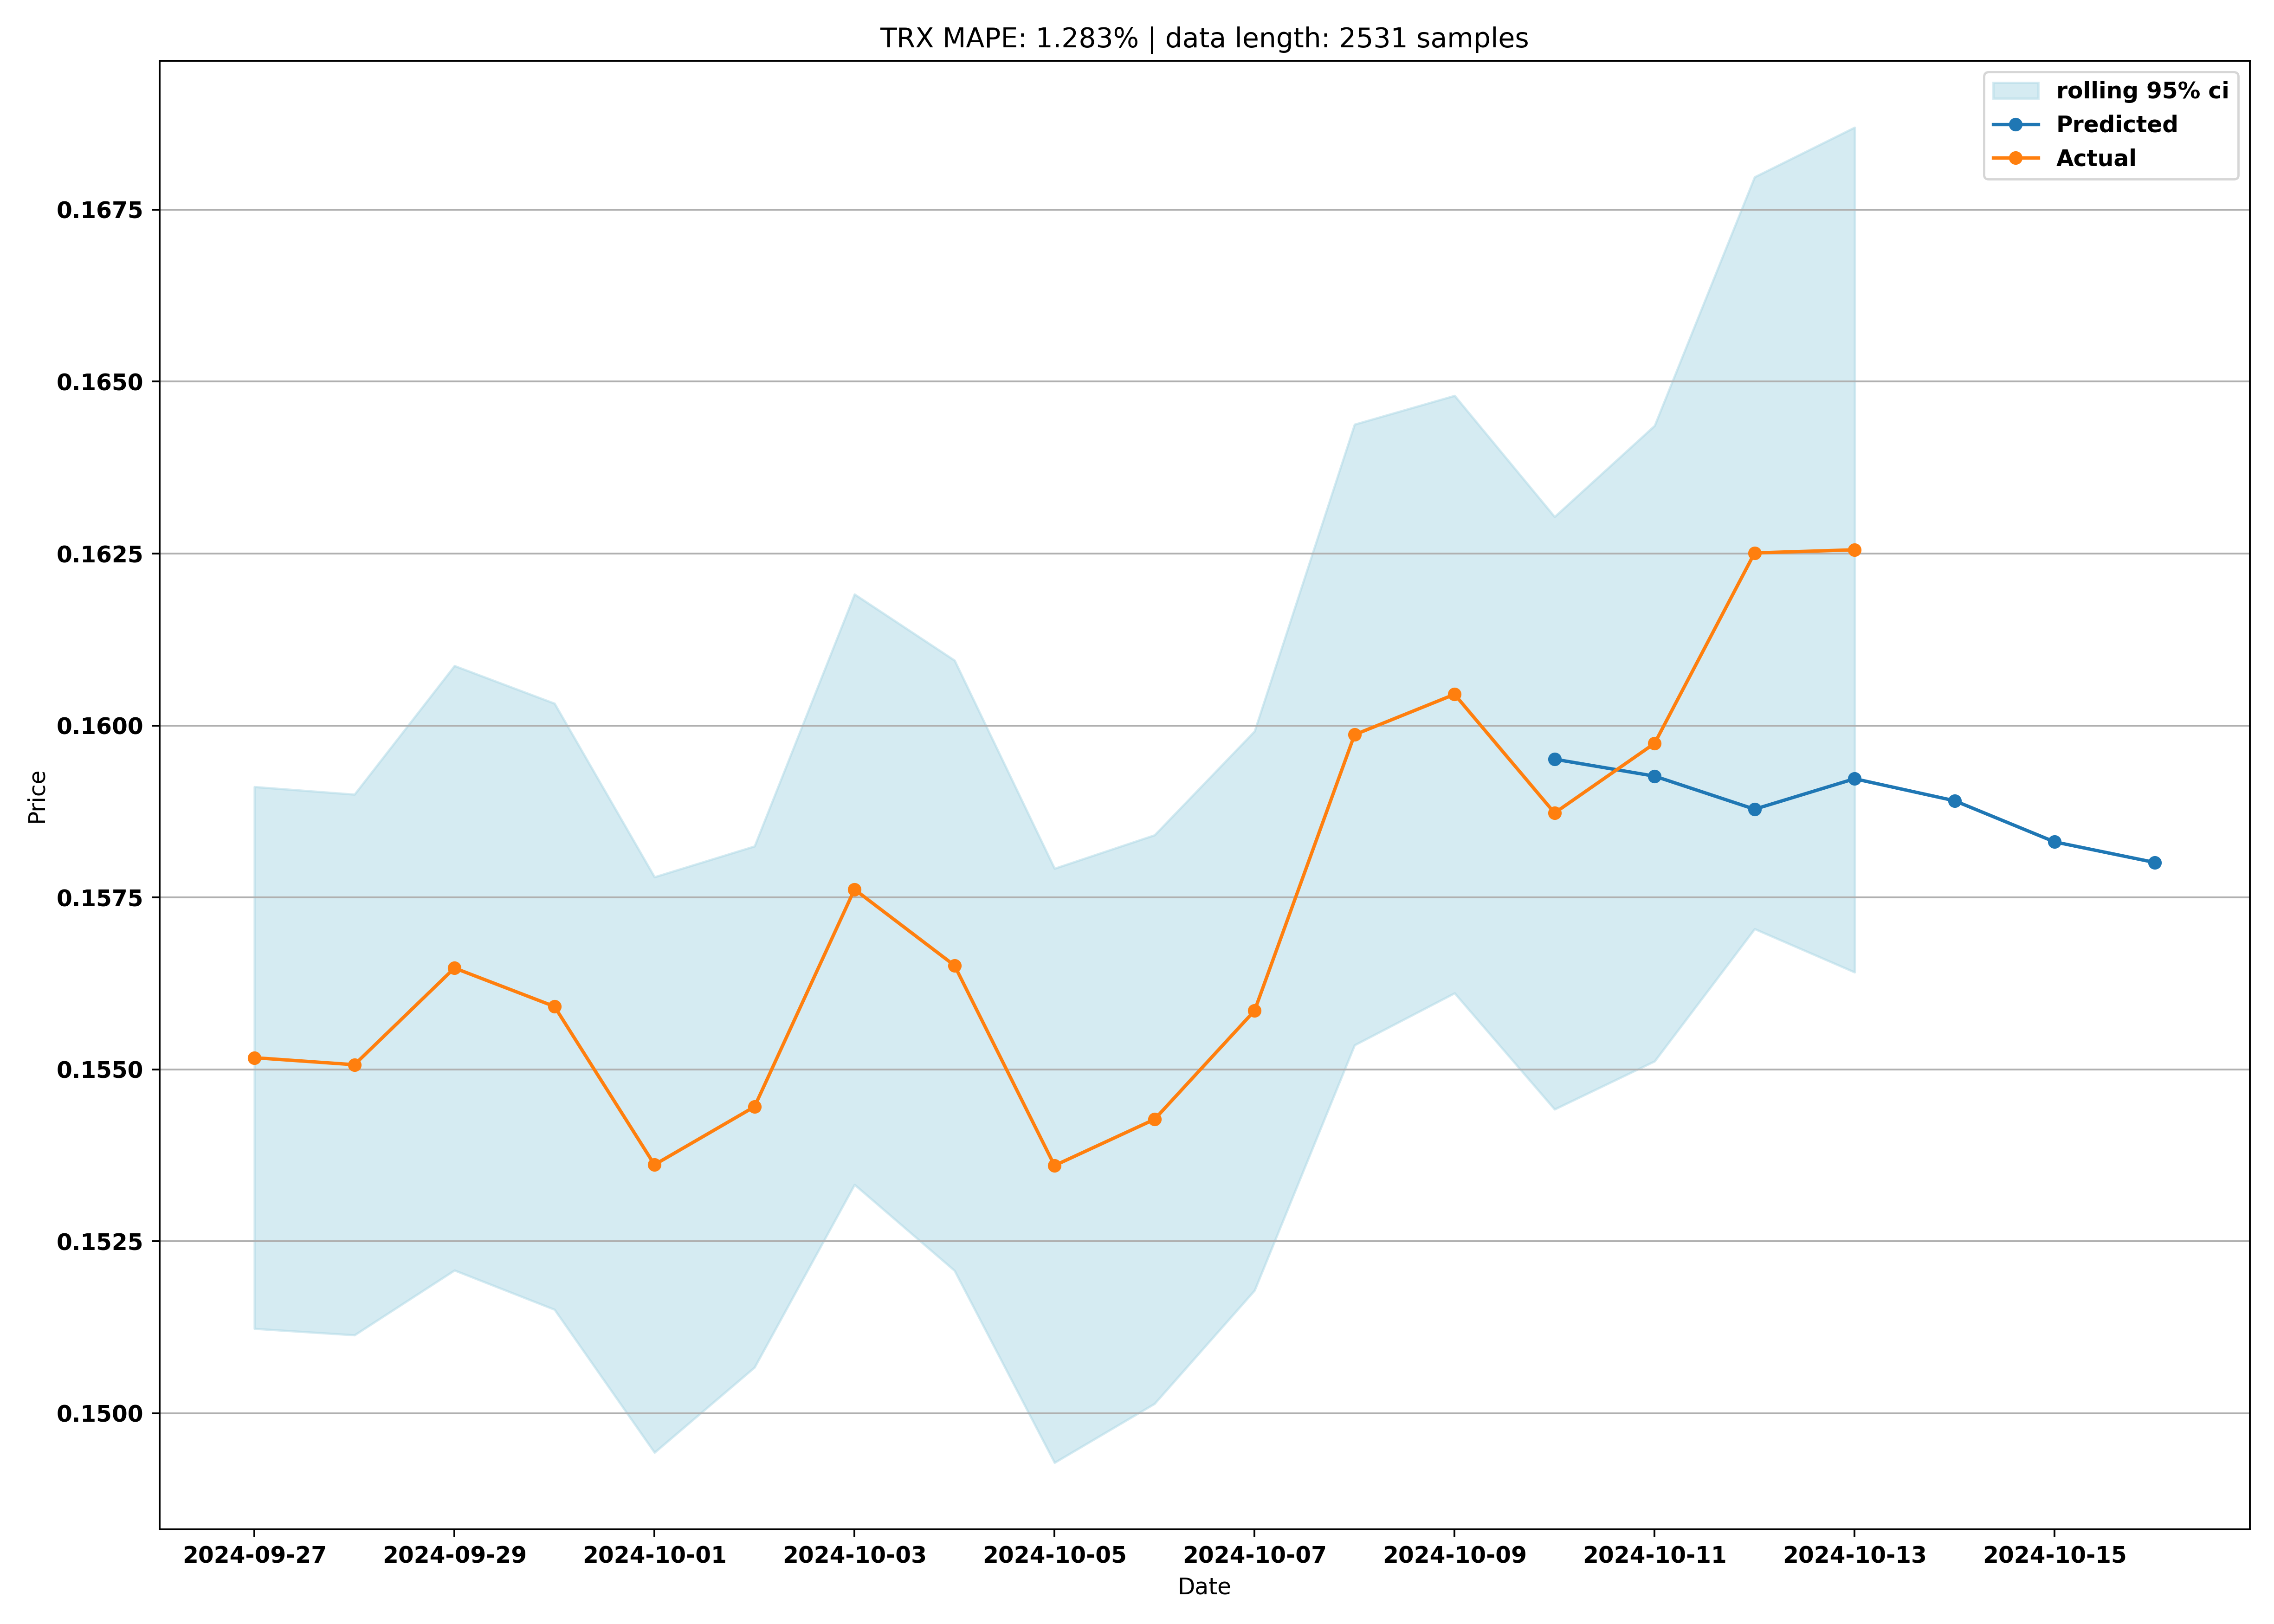 TRX MAPE: 1.283% | data length: 2531 samples
rolling 95% ci
Predicted
Actual
0.1675
0.1650
0.1625
0.1600
0.1575
0.1550
0.1525
0.1500
Price
2024-09-27 2024-09-29 2024-10-01 2024-10-03 2024-10-05 2024-10-07 2024-10-09 2024-10-11 2024-10-13 2024-10-15
Date